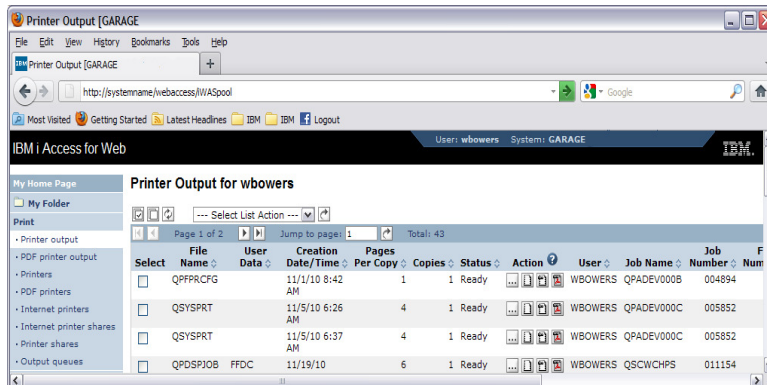 Printer Output [GARAGE
File Edit View History Bookmarks Tools Help
IBM Printer Output [GARAGE +
http://systemname/webaccess/iWASpool Google
Most Visited Getting Started Latest Headlines IBM IBM Logout
User: wbowers System: GARAGE
IBM i Access for Web IBM.
My Home Page
My Folder
Print
• Printer output
• PDF printer output
• Printers
• PDF printers
• Internet printers
• Internet printer shares
• Printer shares
• Output queues
Printer Output for wbowers
--- Select List Action ---
Page 1 of 2 Jump to page: 1 Total: 43
Select File Name User Data Creation Date/Time Pages Per Copy Copies Status Action ? User Job Name Job Number F Num
QPFPRCFG 11/1/10 8:42 AM 1 1 Ready ... WBOWERS QPADEV000B 004894
QSYSPRT 11/5/10 6:26 AM 4 1 Ready ... WBOWERS QPADEV000C 005852
QSYSPRT 11/5/10 6:37 AM 4 1 Ready ... WBOWERS QPADEV000C 005852
QPDSPJOB FFDC 11/19/10 6 1 Ready ... WBOWERS QSCWCHPS 011154